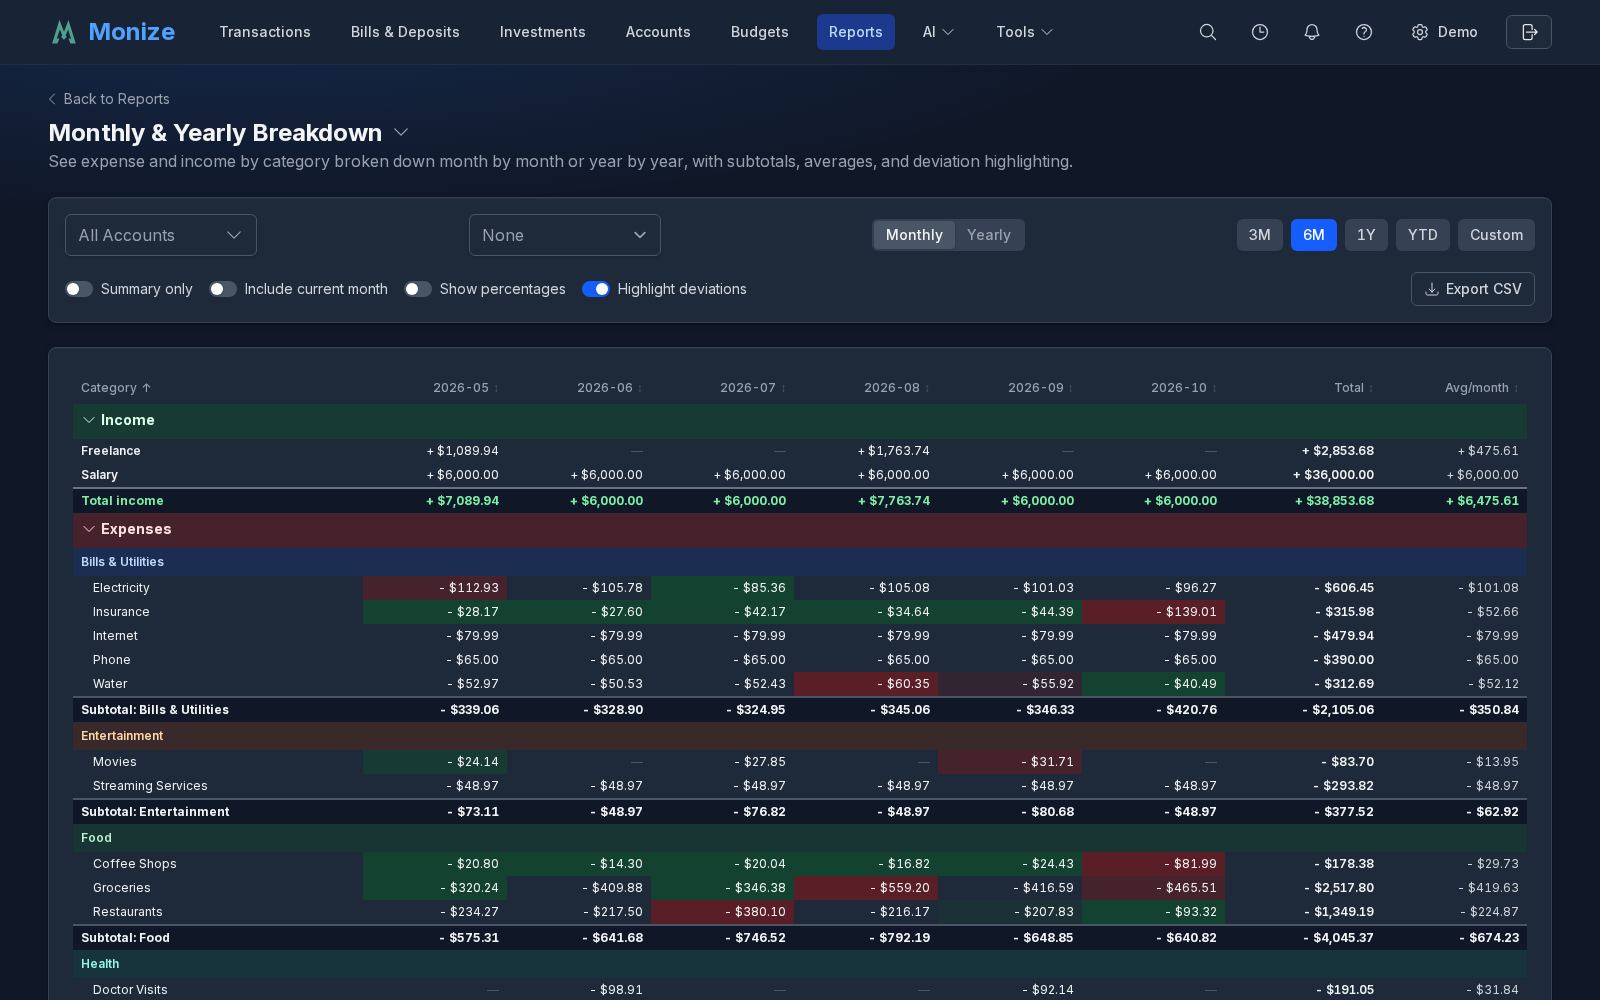 Monize Transactions Bills & Deposits Investments Accounts Budgets Reports AI Tools Demo
Back to Reports
Monthly & Yearly Breakdown
See expense and income by category broken down month by month or year by year, with subtotals, averages, and deviation highlighting.
All Accounts None Monthly Yearly 3M 6M 1Y YTD Custom
Summary only Include current month Show percentages Highlight deviations Export CSV
Category ↑ 2026-05 ↕ 2026-06 ↕ 2026-07 ↕ 2026-08 ↕ 2026-09 ↕ 2026-10 ↕ Total ↕ Avg/month ↕
Income
Freelance + $1,089.94 — — + $1,763.74 — — + $2,853.68 + $475.61
Salary + $6,000.00 + $6,000.00 + $6,000.00 + $6,000.00 + $6,000.00 + $6,000.00 + $36,000.00 + $6,000.00
Total income + $7,089.94 + $6,000.00 + $6,000.00 + $7,763.74 + $6,000.00 + $6,000.00 + $38,853.68 + $6,475.61
Expenses
Bills & Utilities
Electricity - $112.93 - $105.78 - $85.36 - $105.08 - $101.03 - $96.27 - $606.45 - $101.08
Insurance - $28.17 - $27.60 - $42.17 - $34.64 - $44.39 - $139.01 - $315.98 - $52.66
Internet - $79.99 - $79.99 - $79.99 - $79.99 - $79.99 - $79.99 - $479.94 - $79.99
Phone - $65.00 - $65.00 - $65.00 - $65.00 - $65.00 - $65.00 - $390.00 - $65.00
Water - $52.97 - $50.53 - $52.43 - $60.35 - $55.92 - $40.49 - $312.69 - $52.12
Subtotal: Bills & Utilities - $339.06 - $328.90 - $324.95 - $345.06 - $346.33 - $420.76 - $2,105.06 - $350.84
Entertainment
Movies - $24.14 — - $27.85 — - $31.71 — - $83.70 - $13.95
Streaming Services - $48.97 - $48.97 - $48.97 - $48.97 - $48.97 - $48.97 - $293.82 - $48.97
Subtotal: Entertainment - $73.11 - $48.97 - $76.82 - $48.97 - $80.68 - $48.97 - $377.52 - $62.92
Food
Coffee Shops - $20.80 - $14.30 - $20.04 - $16.82 - $24.43 - $81.99 - $178.38 - $29.73
Groceries - $320.24 - $409.88 - $346.38 - $559.20 - $416.59 - $465.51 - $2,517.80 - $419.63
Restaurants - $234.27 - $217.50 - $380.10 - $216.17 - $207.83 - $93.32 - $1,349.19 - $224.87
Subtotal: Food - $575.31 - $641.68 - $746.52 - $792.19 - $648.85 - $640.82 - $4,045.37 - $674.23
Health
Doctor Visits — - $98.91 — — - $92.14 — - $191.05 - $31.84